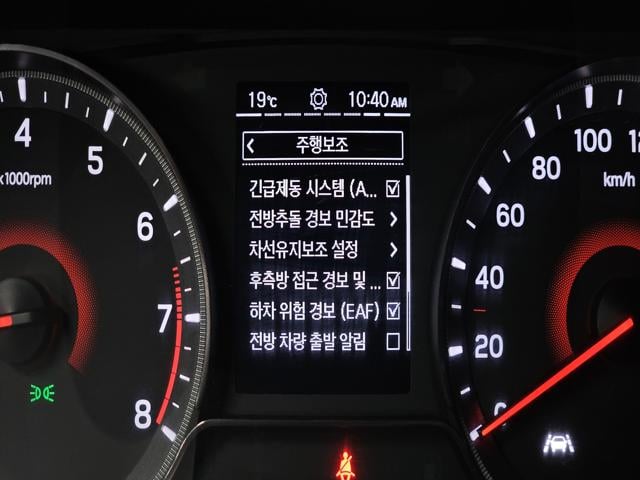 19℃ 10:40 AM
주행보조
긴급제동 시스템 (A...
전방추돌 경보 민감도
차선유지보조 설정
후측방 접근 경보 및 ...
하차 위험 경보 (EAF)
전방 차량 출발 알림
4
5
6
7
8
x1000rpm
0
20
40
60
80
100
km/h